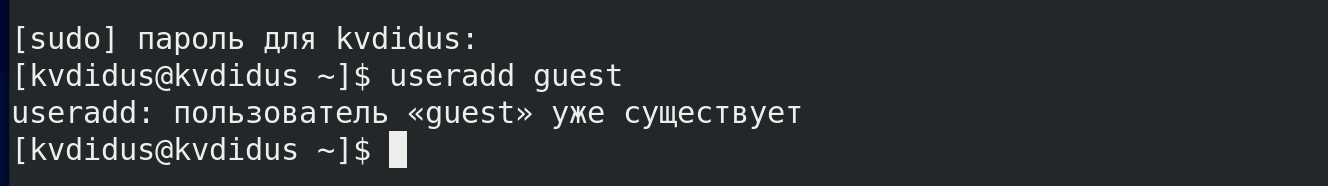 [sudo] пароль для kvdidus:
[kvdidus@kvdidus ~]$ useradd guest
useradd: пользователь «guest» уже существует
[kvdidus@kvdidus ~]$